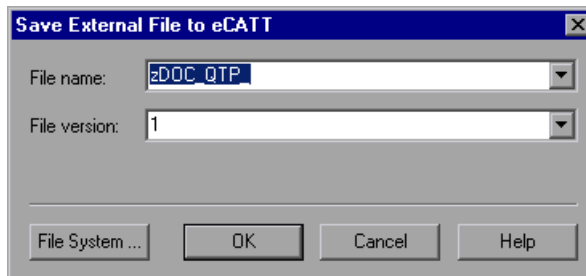 Save External File to eCATT
File name: zDOC_QTP_
File version: 1
File System ... OK Cancel Help